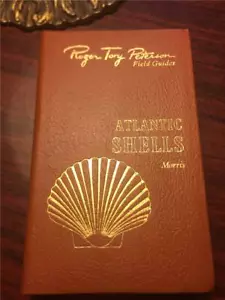 Roger Tory Peterson
Field Guides
ATLANTIC
SHELLS
Morris